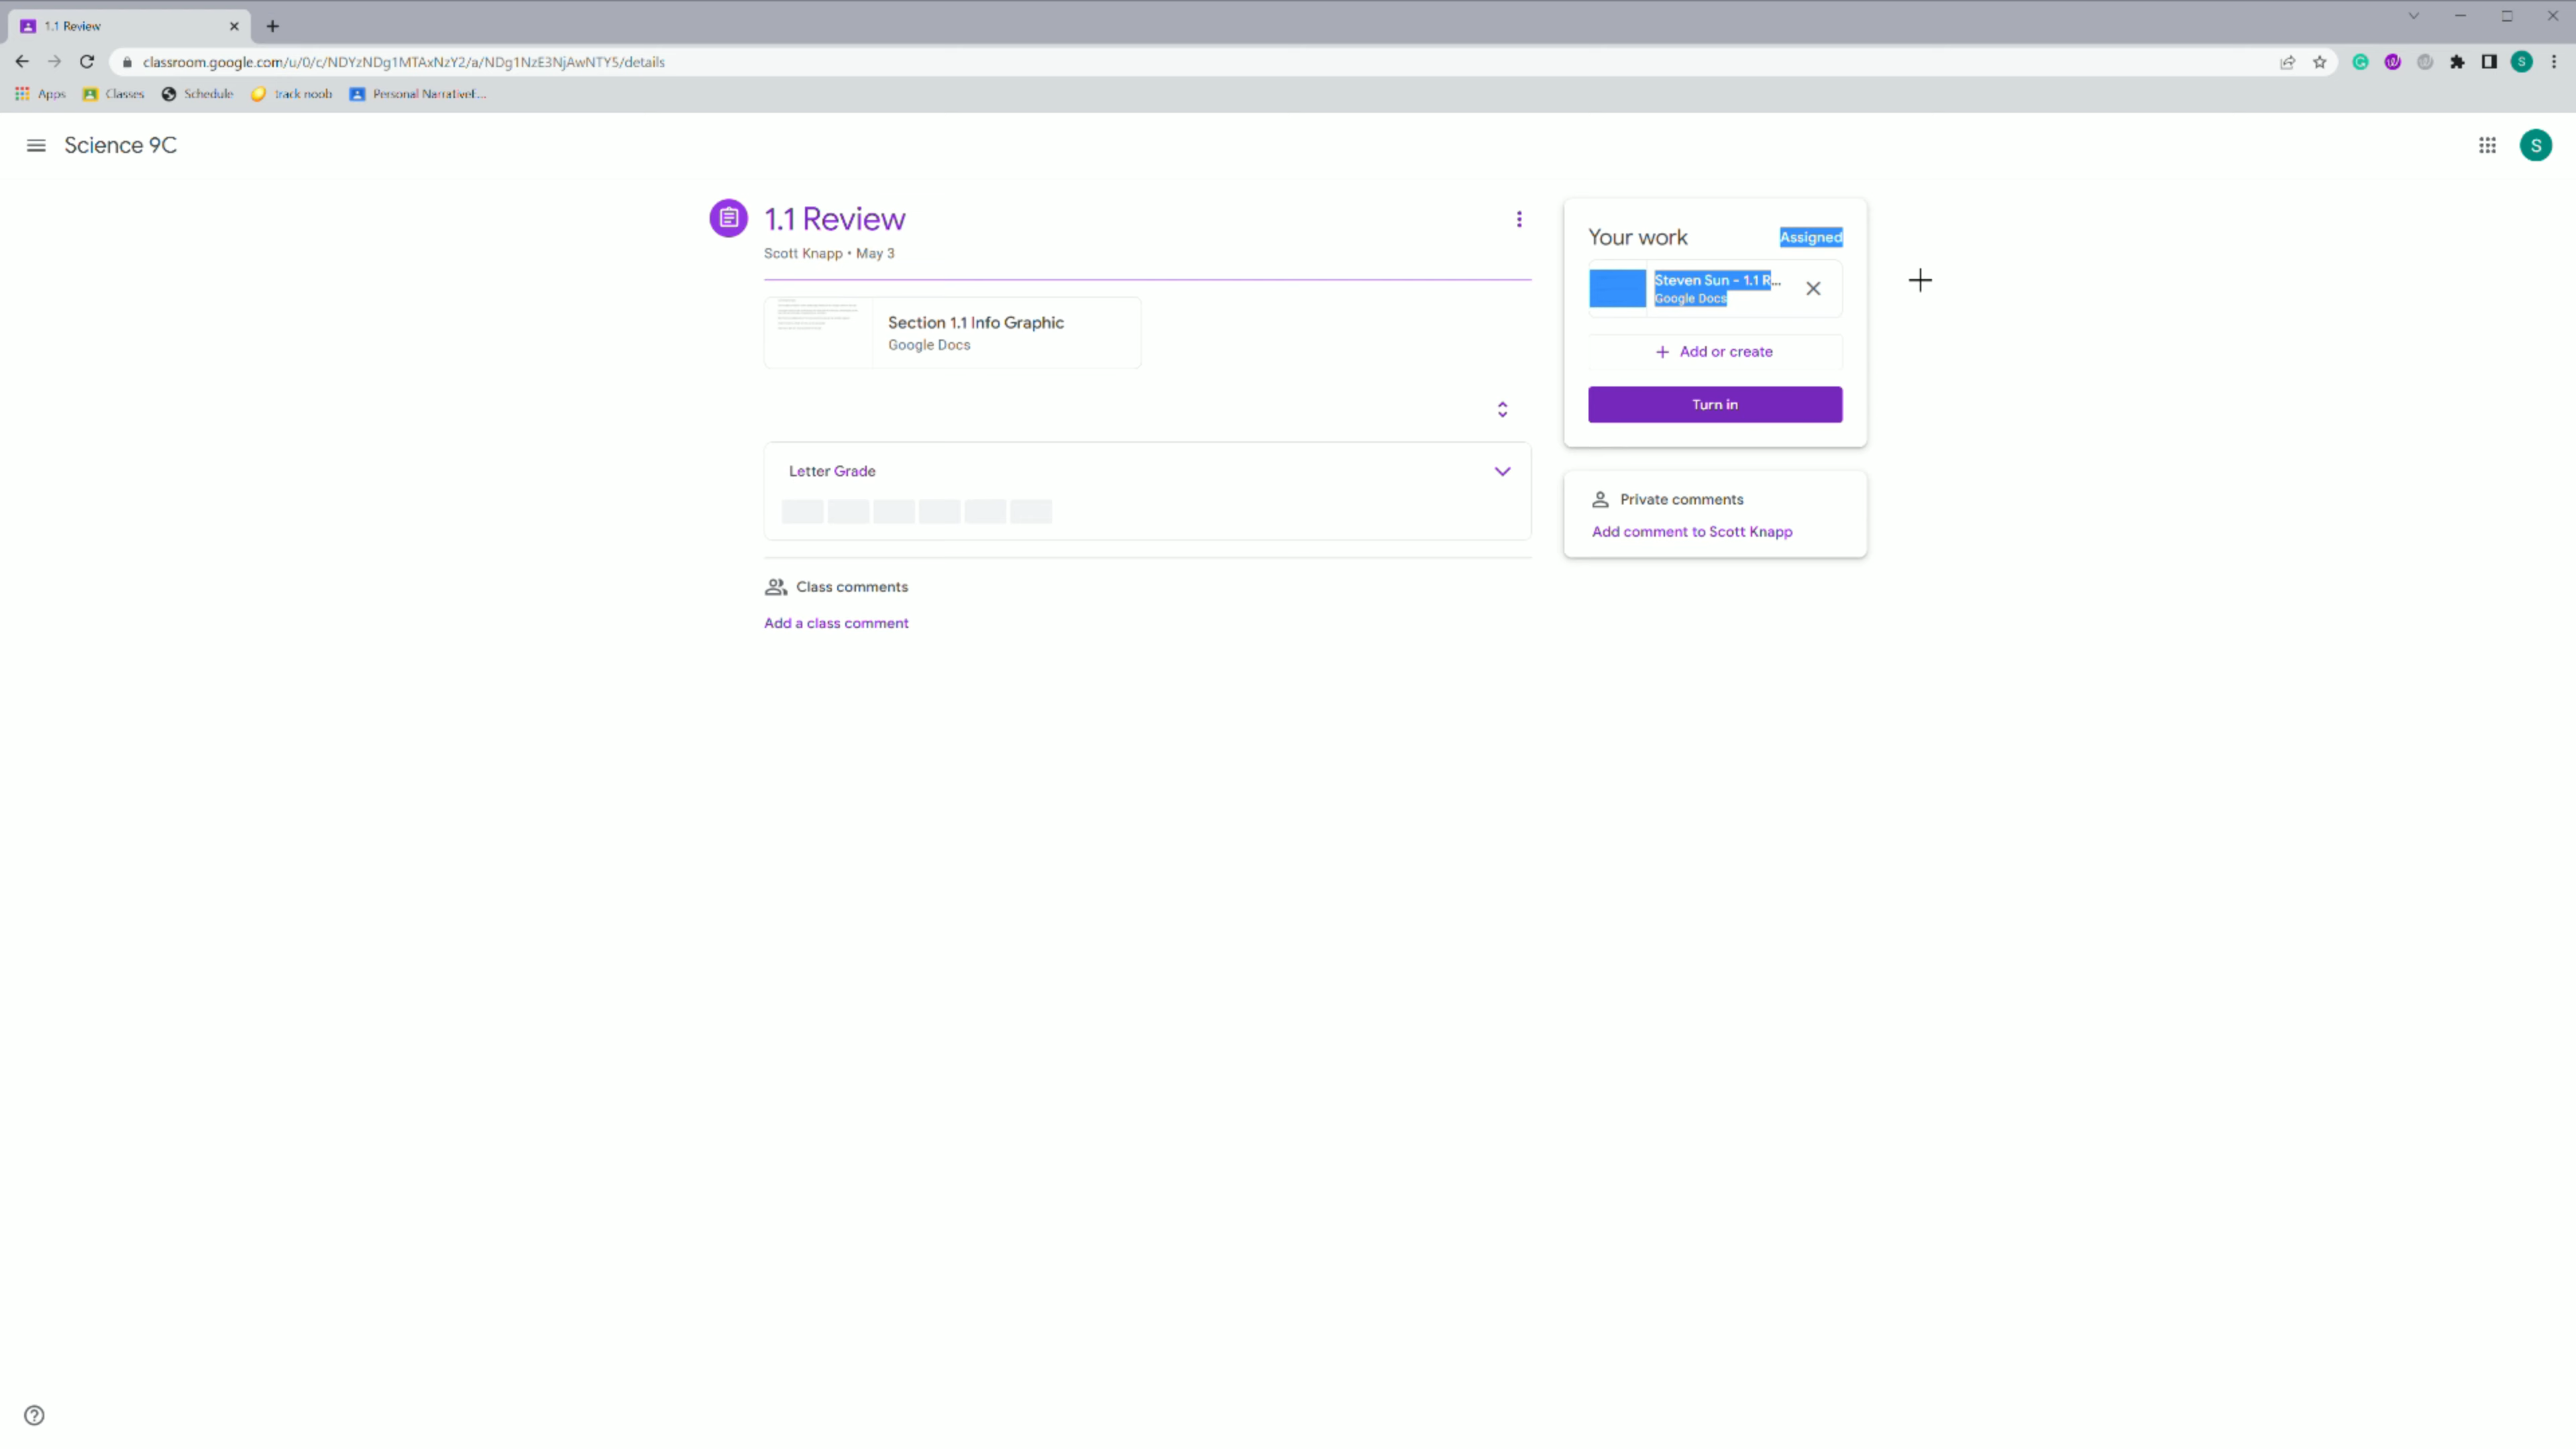 1.1 Review
classroom.google.com/u/0/c/NDYzNDg1MTAxNzY2/a/NDg1NzE3NjAwNTY5/details
S
Apps
Classes
Schedule
track noob
Personal NarrativeE...
Science 9C
S
1.1 Review
Scott Knapp • May 3
Section 1.1 Info Graphic
Google Docs
Letter Grade
Class comments
Add a class comment
Your work
Assigned
Steven Sun - 1.1 R...
Google Docs
+ Add or create
Turn in
Private comments
Add comment to Scott Knapp